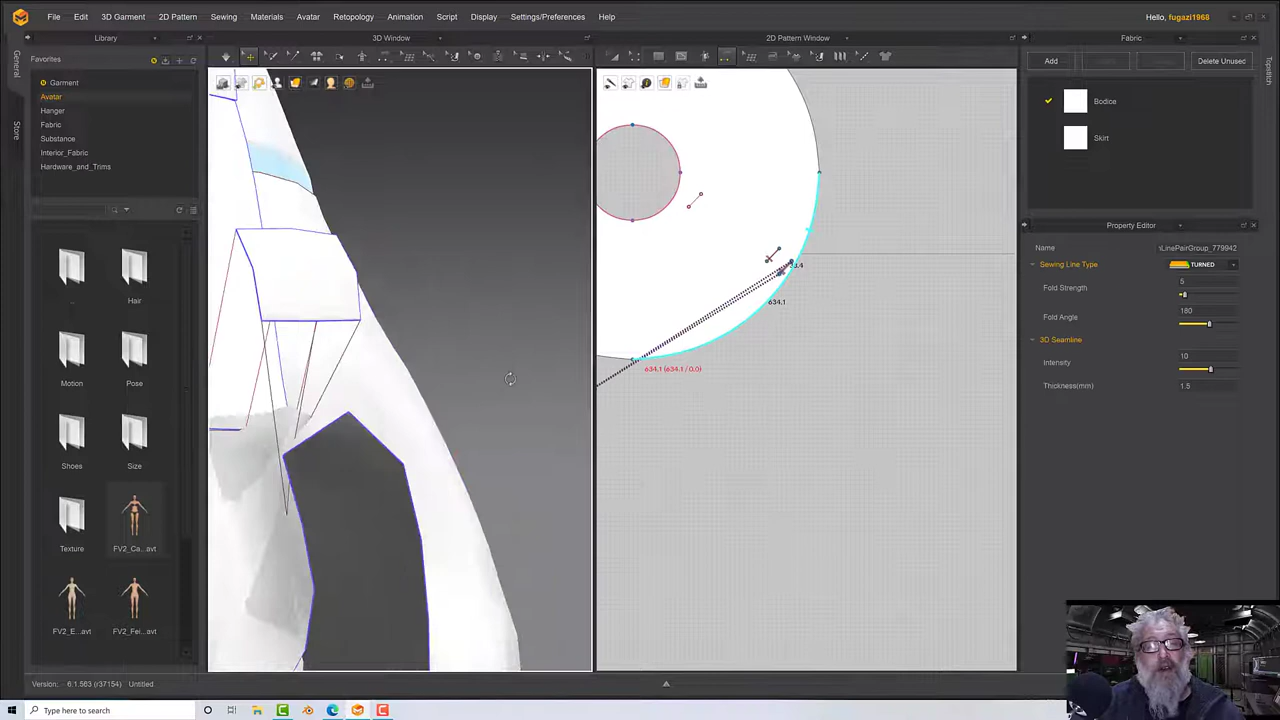 File Edit 3D Garment 2D Pattern Sewing Materials Avatar Retopology Animation Script Display Settings/Preferences Help
Hello, fugazi1968
Library
3D Window
2D Pattern Window
Fabric
General
Store
Topstitch
Favorites
Garment
Avatar
Hanger
Fabric
Substance
Interior_Fabric
Hardware_and_Trims
Add
Delete Unused
Bodice
Skirt
Property Editor
Name
\LinePairGroup_779942
Sewing Line Type
TURNED
Fold Strength
5
Fold Angle
180
3D Seamline
Intensity
10
Thickness(mm)
1.5
634.1
634.1 (634.1 / 0.0)
..
Hair
Motion
Pose
Shoes
Size
Texture
FV2_Ca...avt
FV2_E....avt
FV2_Fei...avt
Version: 6.1.563 (r37154) Untitled
Type here to search